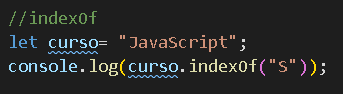 //indexOf
let curso= "JavaScript";
console.log(curso.indexOf("S"));